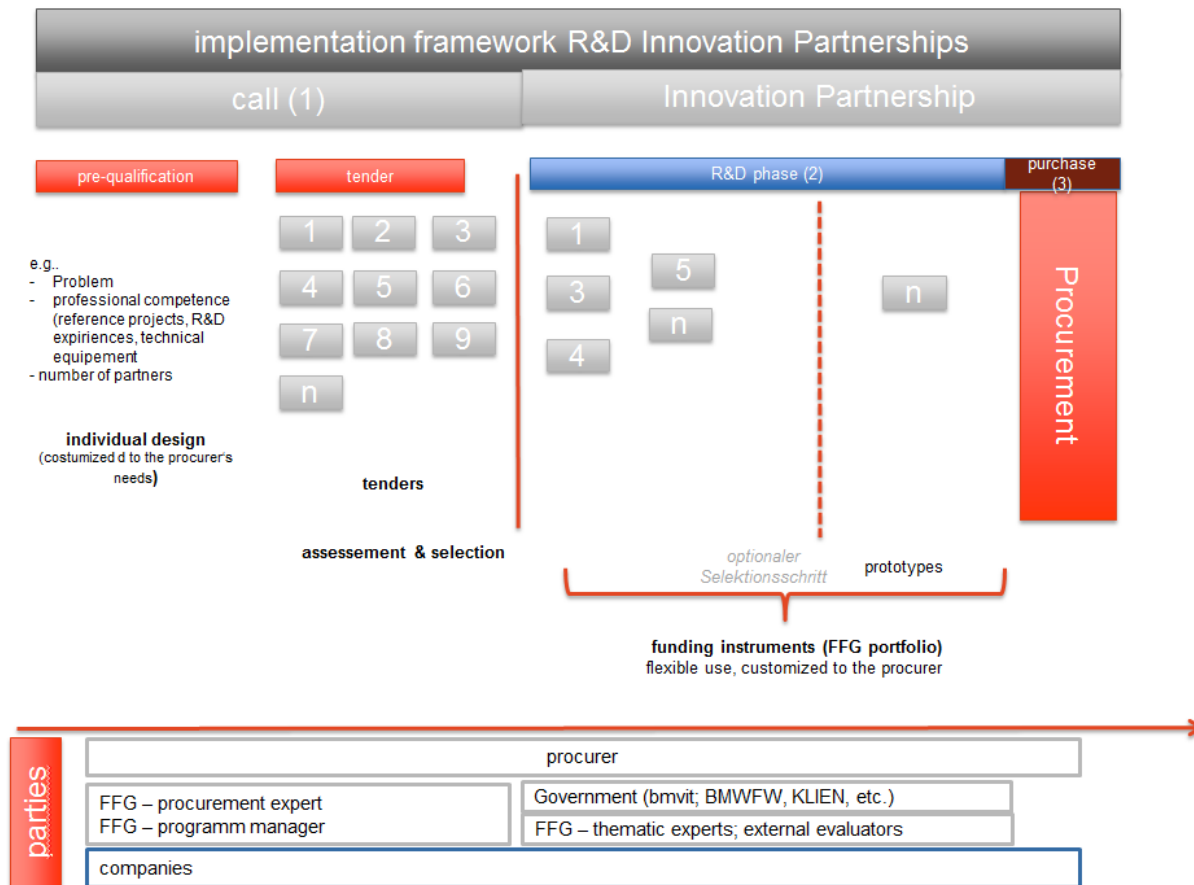 implementation framework R&D Innovation Partnerships
call (1)
Innovation Partnership
pre-qualification
tender
R&D phase (2)
purchase
(3)
e.g..
- Problem
- professional competence
(reference projects, R&D
expiriences, technical
equipement
- number of partners
individual design
(costumized d to the procurer's
needs)
1 2 3
4 5 6
7 8 9
n
tenders
assessement & selection
1
3
4
5
n
n
Procurement
optionaler
Selektionsschritt
prototypes
funding instruments (FFG portfolio)
flexible use, customized to the procurer
parties
procurer
FFG – procurement expert
FFG – programm manager
Government (bmvit; BMWFW, KLIEN, etc.)
FFG – thematic experts; external evaluators
companies